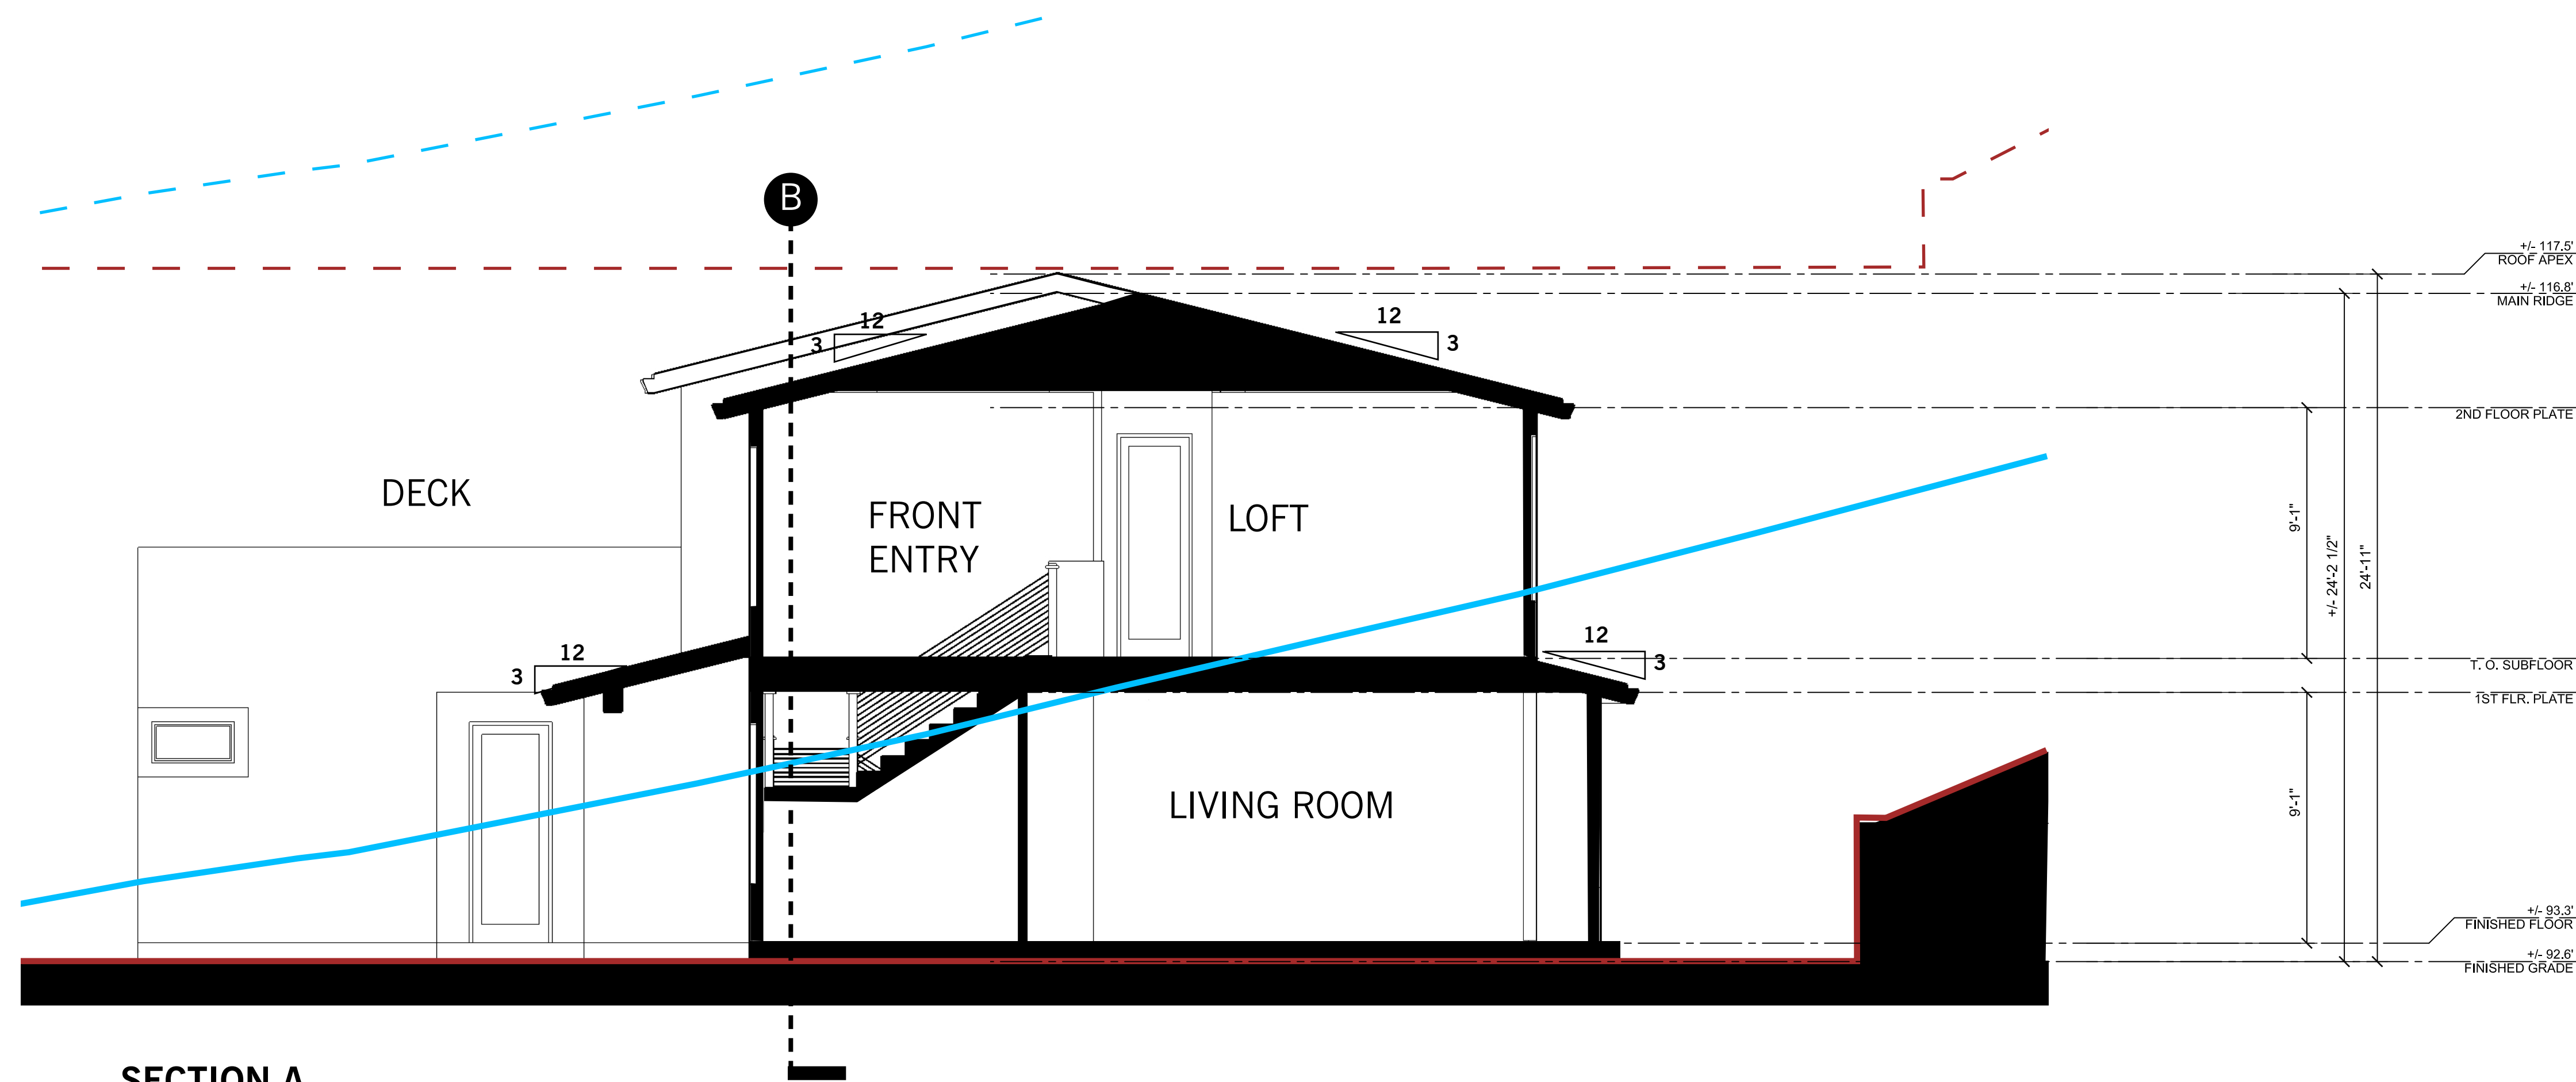 B
+/- 117.5'
ROOF APEX
+/- 116.8'
MAIN RIDGE
12
3
12
3
2ND FLOOR PLATE
DECK
FRONT
ENTRY
LOFT
9'-1"
+/- 24'-2 1/2"
24'-11"
12
3
12
3
T. O. SUBFLOOR
1ST FLR. PLATE
LIVING ROOM
9'-1"
+/- 93.3'
FINISHED FLOOR
+/- 92.6'
FINISHED GRADE
SECTION A